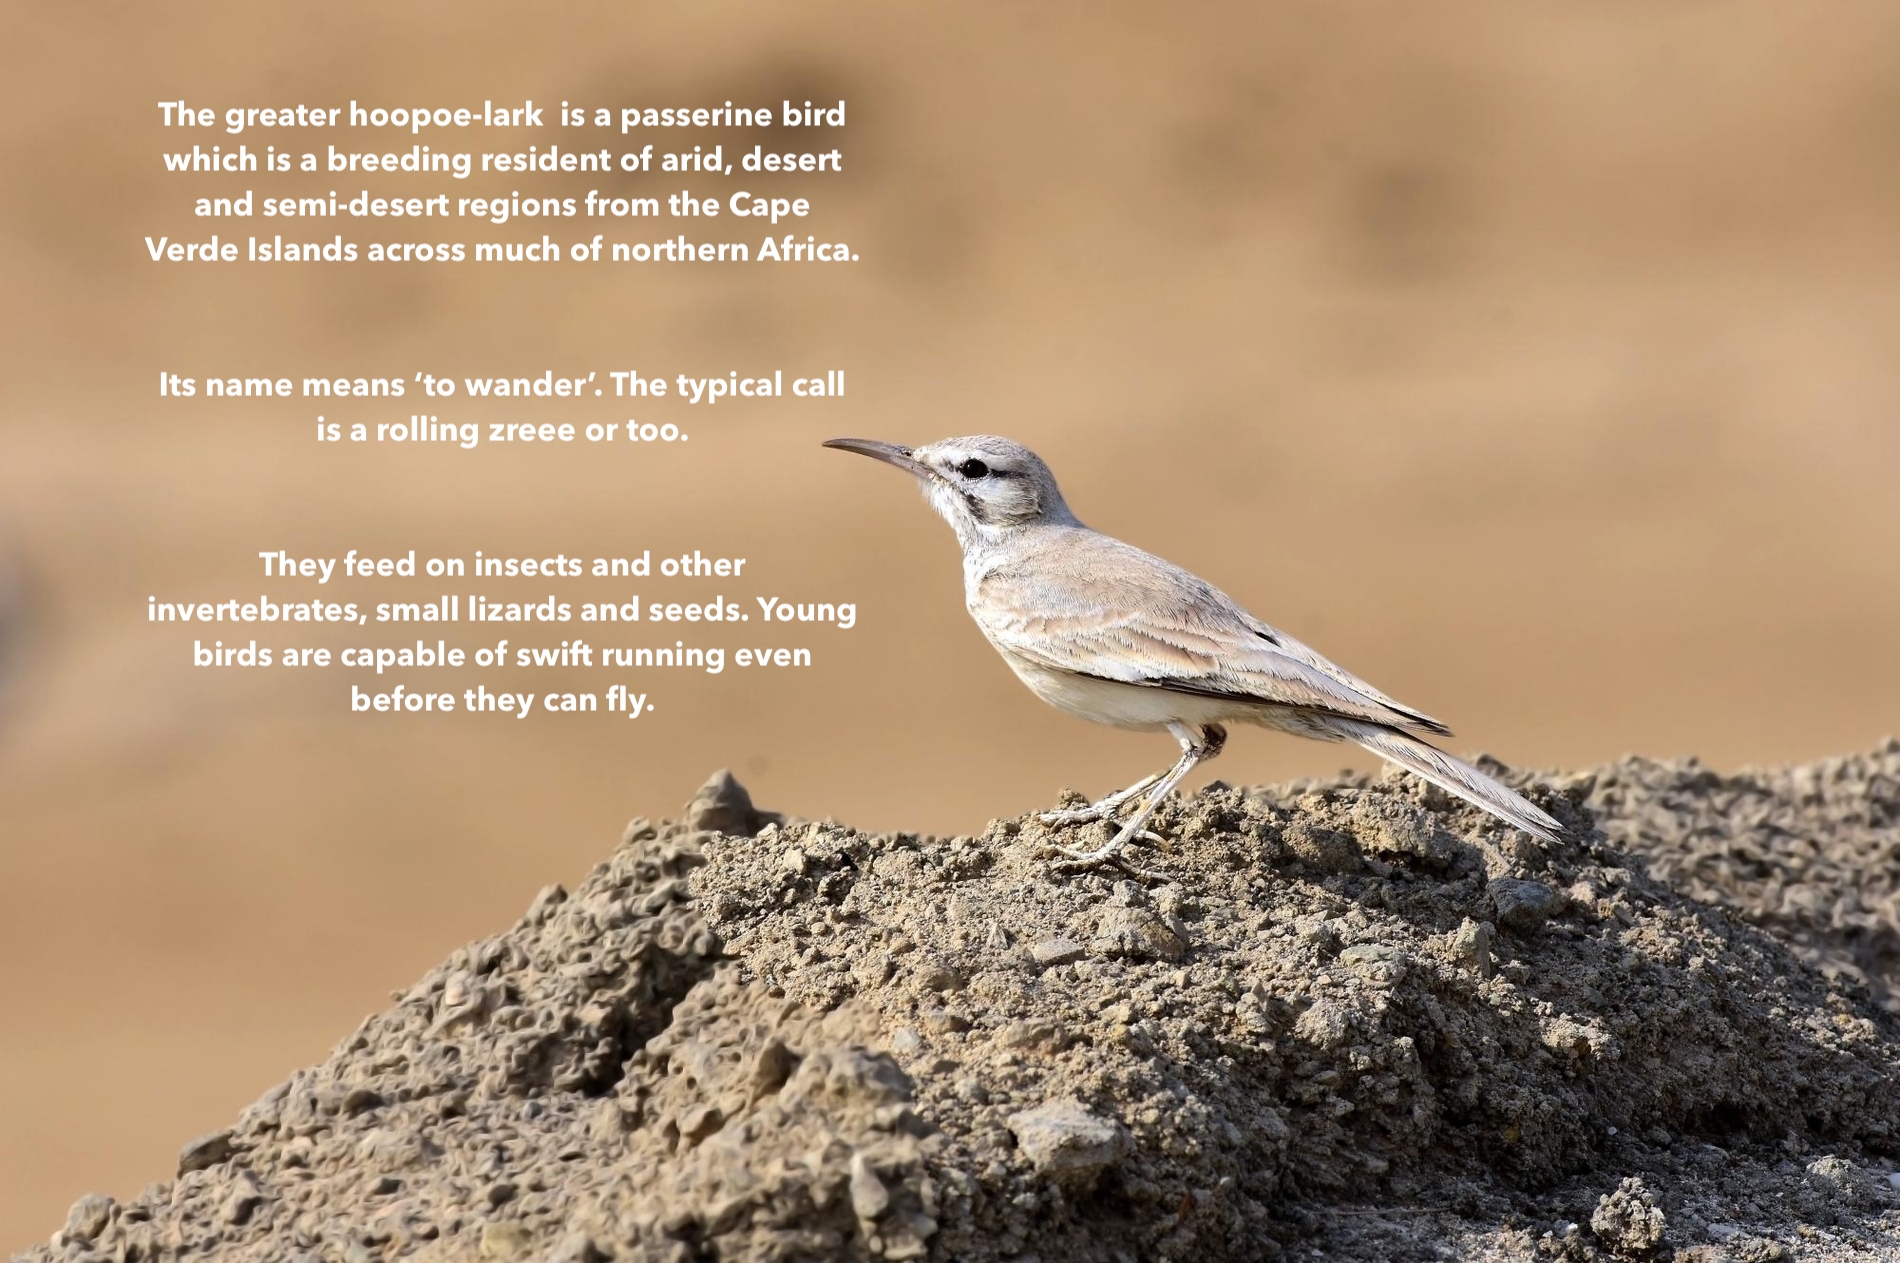 The greater hoopoe-lark  is a passerine bird
which is a breeding resident of arid, desert
and semi-desert regions from the Cape
Verde Islands across much of northern Africa.
Its name means ‘to wander’. The typical call
is a rolling zreee or too.
They feed on insects and other
invertebrates, small lizards and seeds. Young
birds are capable of swift running even
before they can fly.